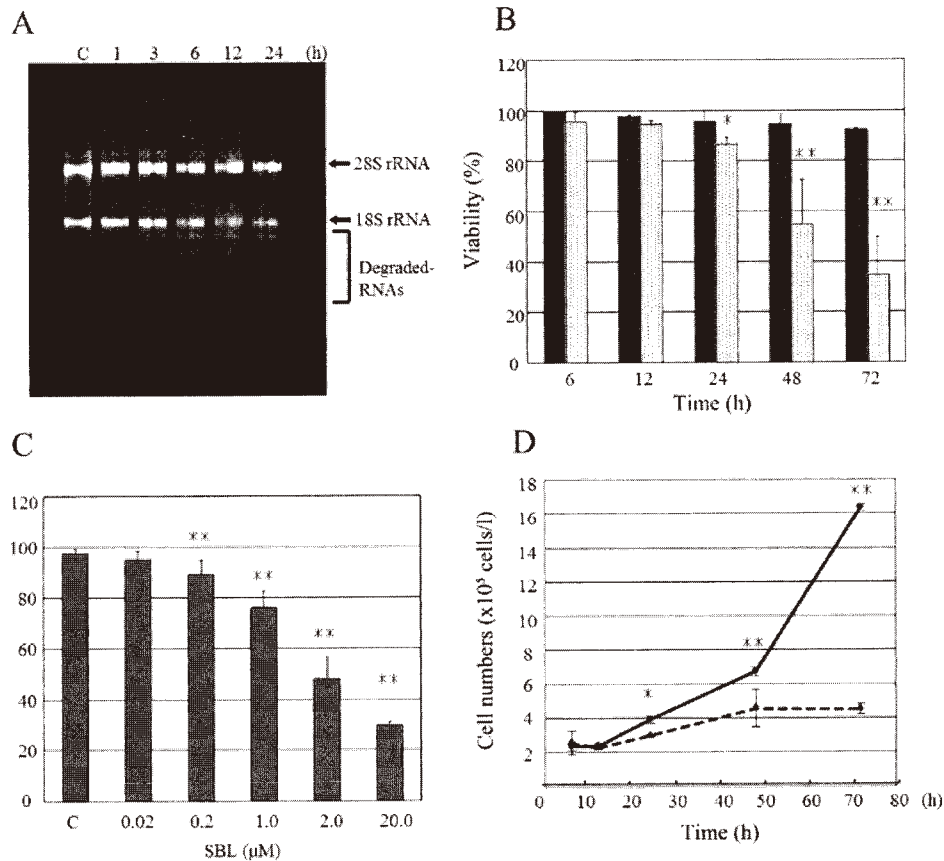 A
C 1 3 6 12 24 (h)
28S rRNA
18S rRNA
Degraded-
RNAs
B
120
100
80
60
40
20
0
Viability (%)
*
**
**
6 12 24 48 72
Time (h)
C
120
100
80
60
40
20
0
**
**
**
**
C 0.02 0.2 1.0 2.0 20.0
SBL (μM)
D
18
16
14
12
10
8
6
4
2
Cell numbers (x10⁵ cells/l)
*
**
**
0 10 20 30 40 50 60 70 80 (h)
Time (h)